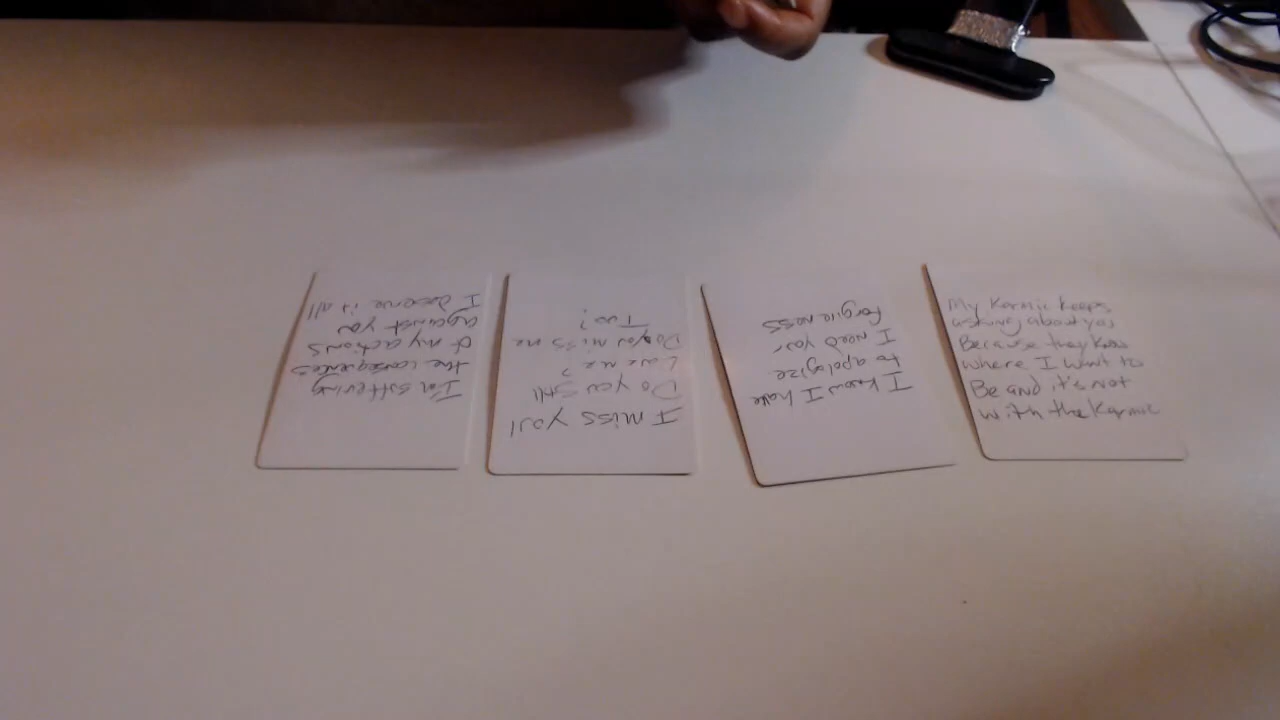 I'm suffering
the consequences
of my actions
against you
I deserve it all
I miss you!
Do you still
Love me?
Do you miss me
Too?
I know I have
to apologize
I need your
forgiveness
My Karmic keeps
asking about you
Because they know
where I want to
Be and it's not
with the Karmic